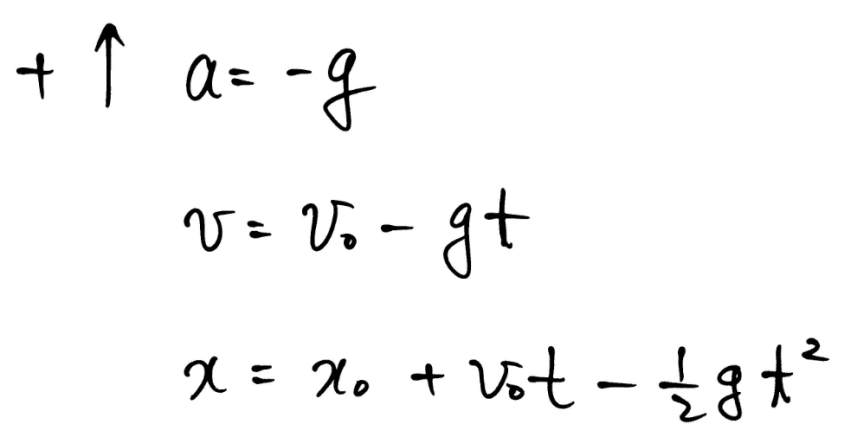 + ↑ a = -g
v = v₀ - gt
x = x₀ + v₀t - ½gt²